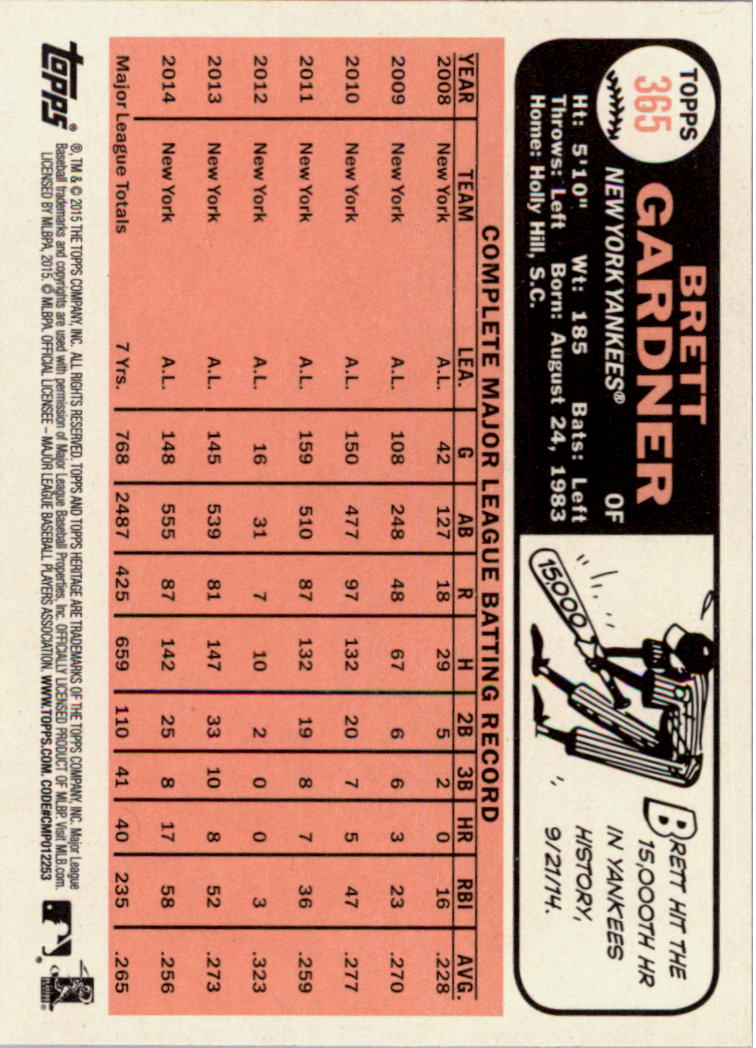 TOPPS
365
BRETT
GARDNER
NEW YORK YANKEES® OF
Ht: 5'10" Wt: 185 Bats: Left
Throws: Left Born: August 24, 1983
Home: Holly Hill, S.C.
15,000
BRETT HIT THE
15,000TH HR
IN YANKEES
HISTORY,
9/21/14.
COMPLETE MAJOR LEAGUE BATTING RECORD
YEAR TEAM LEA. G AB R H 2B 3B HR RBI AVG.
2008 New York A.L. 42 127 18 29 5 2 0 16 .228
2009 New York A.L. 108 248 48 67 6 6 3 23 .270
2010 New York A.L. 150 477 97 132 20 7 5 47 .277
2011 New York A.L. 159 510 87 132 19 8 7 36 .259
2012 New York A.L. 16 31 7 10 2 0 0 3 .323
2013 New York A.L. 145 539 81 147 33 10 8 52 .273
2014 New York A.L. 148 555 87 142 25 8 17 58 .256
Major League Totals 7 Yrs. 768 2487 425 659 110 41 40 235 .265
topps®
®, TM & © 2015 THE TOPPS COMPANY, INC. ALL RIGHTS RESERVED. TOPPS AND TOPPS HERITAGE ARE TRADEMARKS OF THE TOPPS COMPANY, INC. Major League
Baseball trademarks and copyrights are used with permission of Major League Baseball Properties, Inc. OFFICIALLY LICENSED PRODUCT OF MLBP. Visit MLB.com.
LICENSED BY MLBPA, 2015. © MLBPA. OFFICIAL LICENSEE – MAJOR LEAGUE BASEBALL PLAYERS ASSOCIATION. WWW.TOPPS.COM. CODE#CMP012253